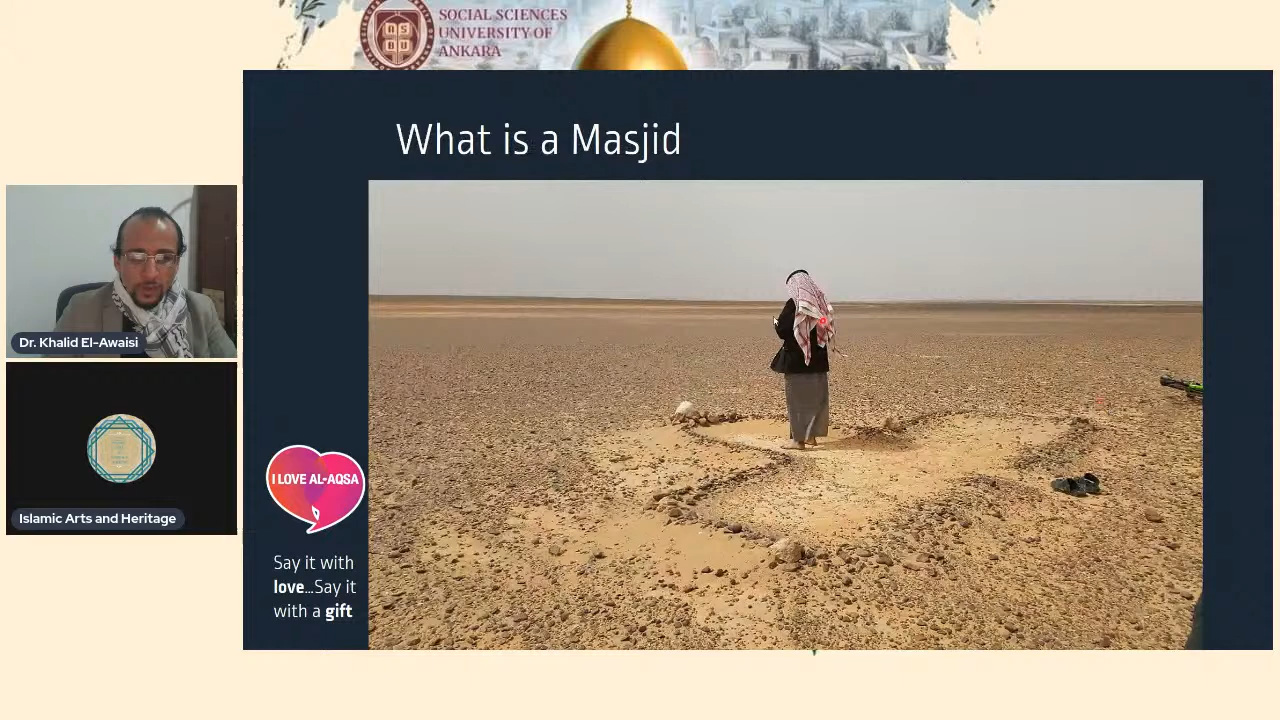 SOCIAL SCIENCES
UNIVERSITY OF
ANKARA
What is a Masjid
Dr. Khalid El-Awaisi
Islamic Arts and Heritage
I LOVE AL-AQSA
Say it with
love...Say it
with a gift